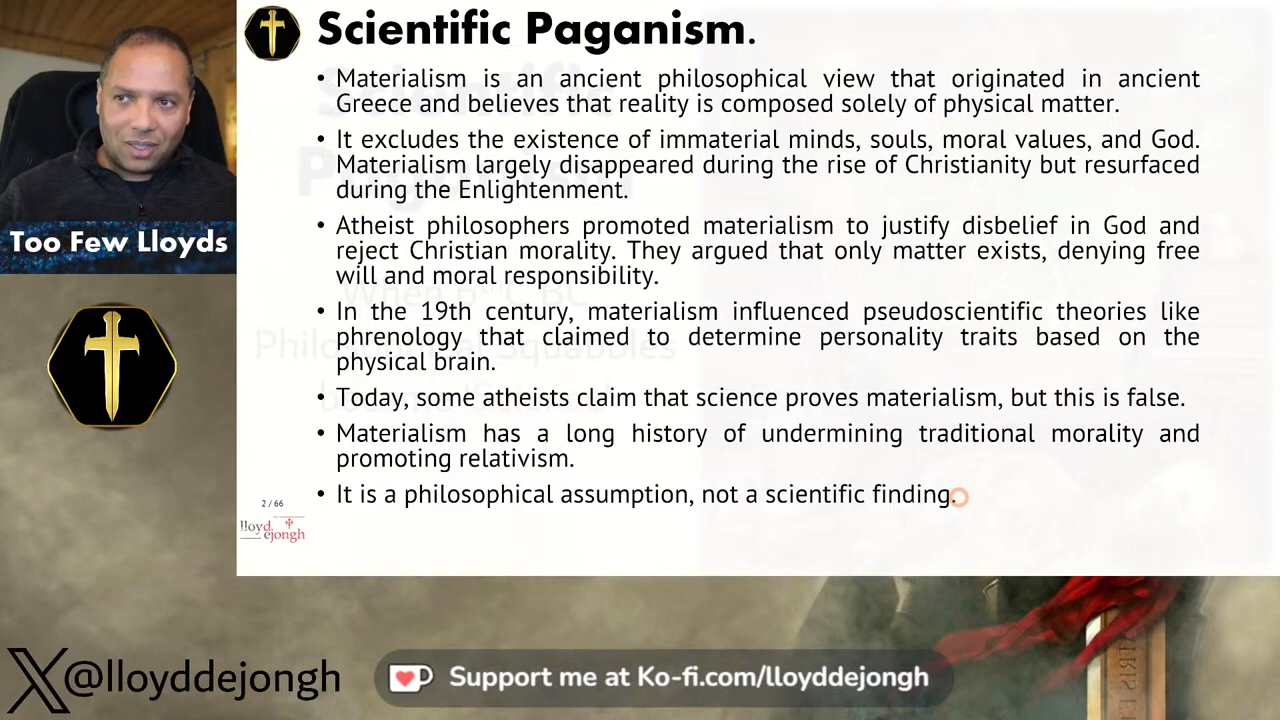 Scientific Paganism.
• Materialism is an ancient philosophical view that originated in ancient
Greece and believes that reality is composed solely of physical matter.
• It excludes the existence of immaterial minds, souls, moral values, and God.
Materialism largely disappeared during the rise of Christianity but resurfaced
during the Enlightenment.
• Atheist philosophers promoted materialism to justify disbelief in God and
reject Christian morality. They argued that only matter exists, denying free
will and moral responsibility.
• In the 19th century, materialism influenced pseudoscientific theories like
phrenology that claimed to determine personality traits based on the
physical brain.
• Today, some atheists claim that science proves materialism, but this is false.
• Materialism has a long history of undermining traditional morality and
promoting relativism.
• It is a philosophical assumption, not a scientific finding.
2 / 66
lloyd
ejongh
Too Few Lloyds
X@lloyddejongh
Support me at Ko-fi.com/lloyddejongh